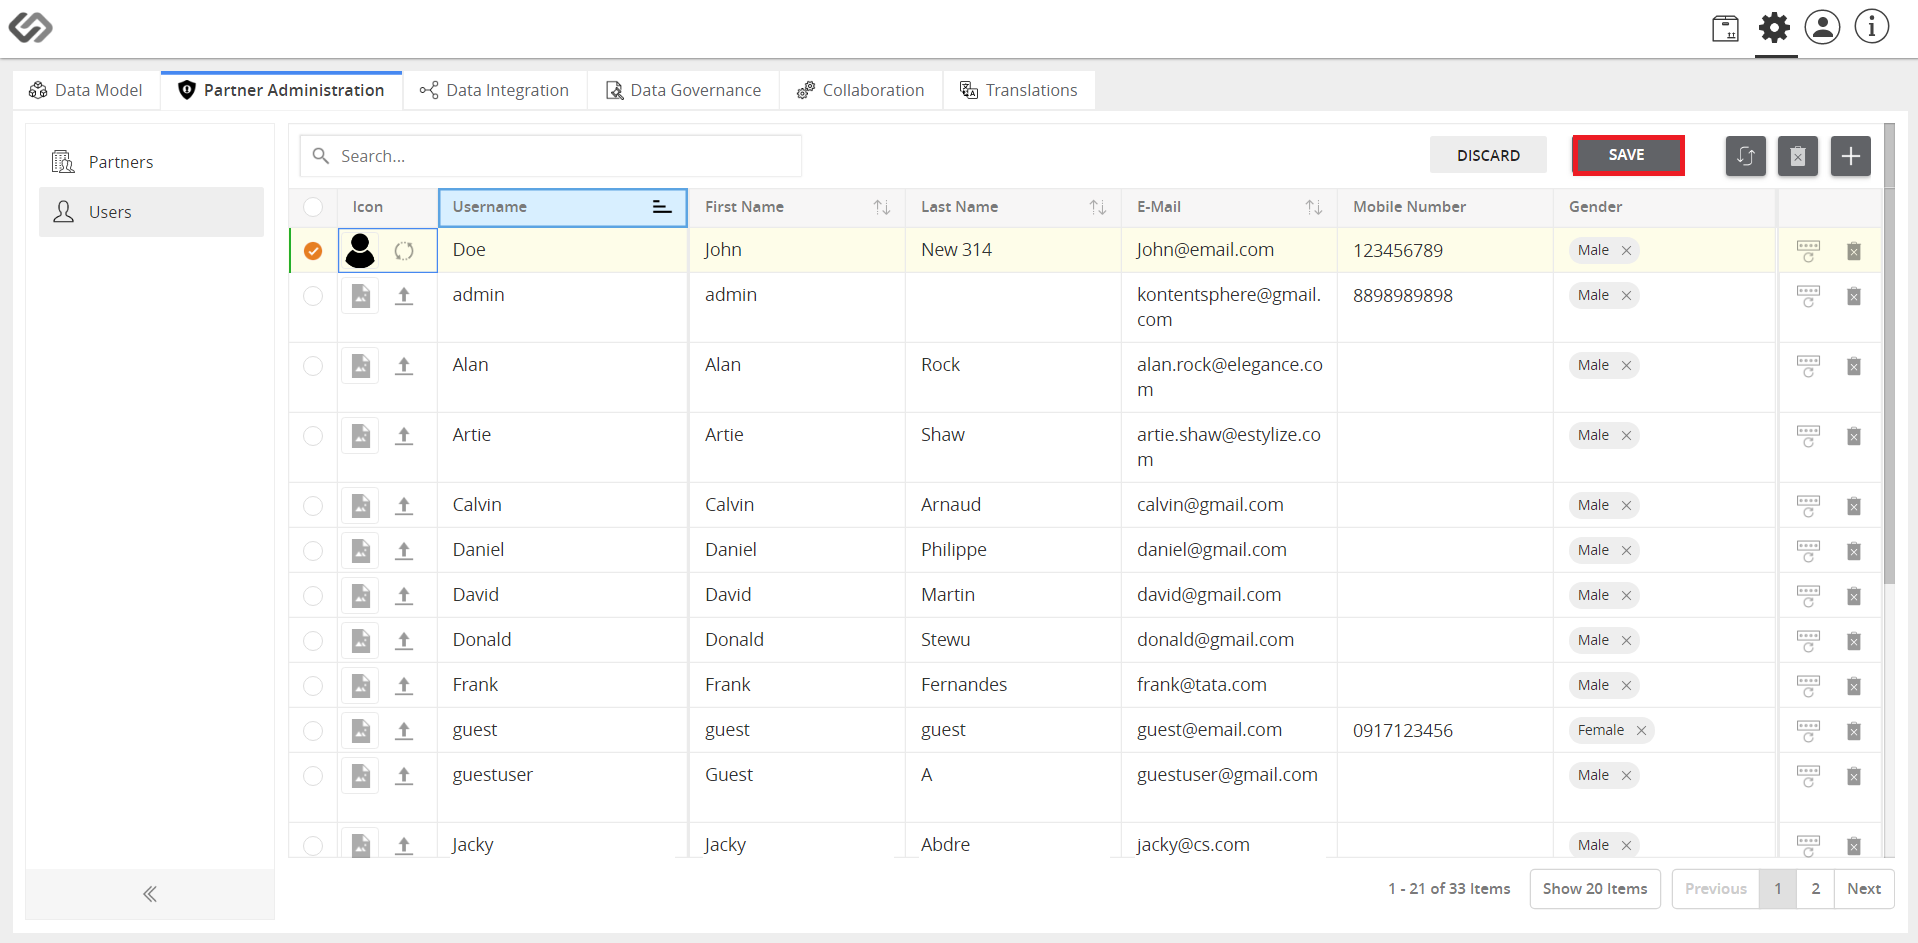 Data Model
Partner Administration
Data Integration
Data Governance
Collaboration
Translations
Partners
Users
Search...
DISCARD
SAVE
Icon Username First Name Last Name E-Mail Mobile Number Gender
Doe John New 314 John@email.com 123456789 Male
admin admin kontentsphere@gmail. 8898989898 Male
com
Alan Alan Rock alan.rock@elegance.co Male
m
Artie Artie Shaw artie.shaw@estylize.co Male
m
Calvin Calvin Arnaud calvin@gmail.com Male
Daniel Daniel Philippe daniel@gmail.com Male
David David Martin david@gmail.com Male
Donald Donald Stewu donald@gmail.com Male
Frank Frank Fernandes frank@tata.com Male
guest guest guest guest@email.com 0917123456 Female
guestuser Guest A guestuser@gmail.com Male
Jacky Jacky Abdre jacky@cs.com Male
1 - 21 of 33 Items Show 20 Items Previous 1 2 Next